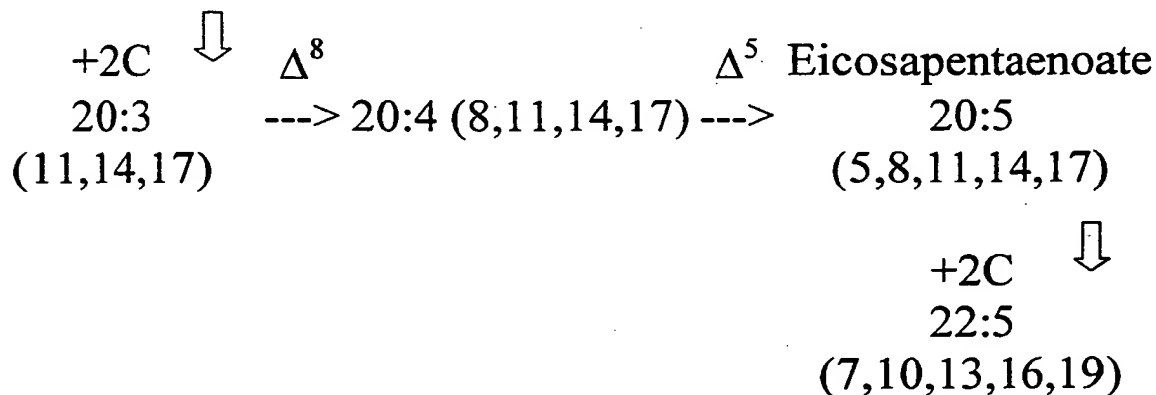 +2C ⇩ Δ⁸ Δ⁵ Eicosapentaenoate
20:3 ---> 20:4 (8,11,14,17) ---> 20:5
(11,14,17) (5,8,11,14,17)
+2C ⇩
22:5
(7,10,13,16,19)